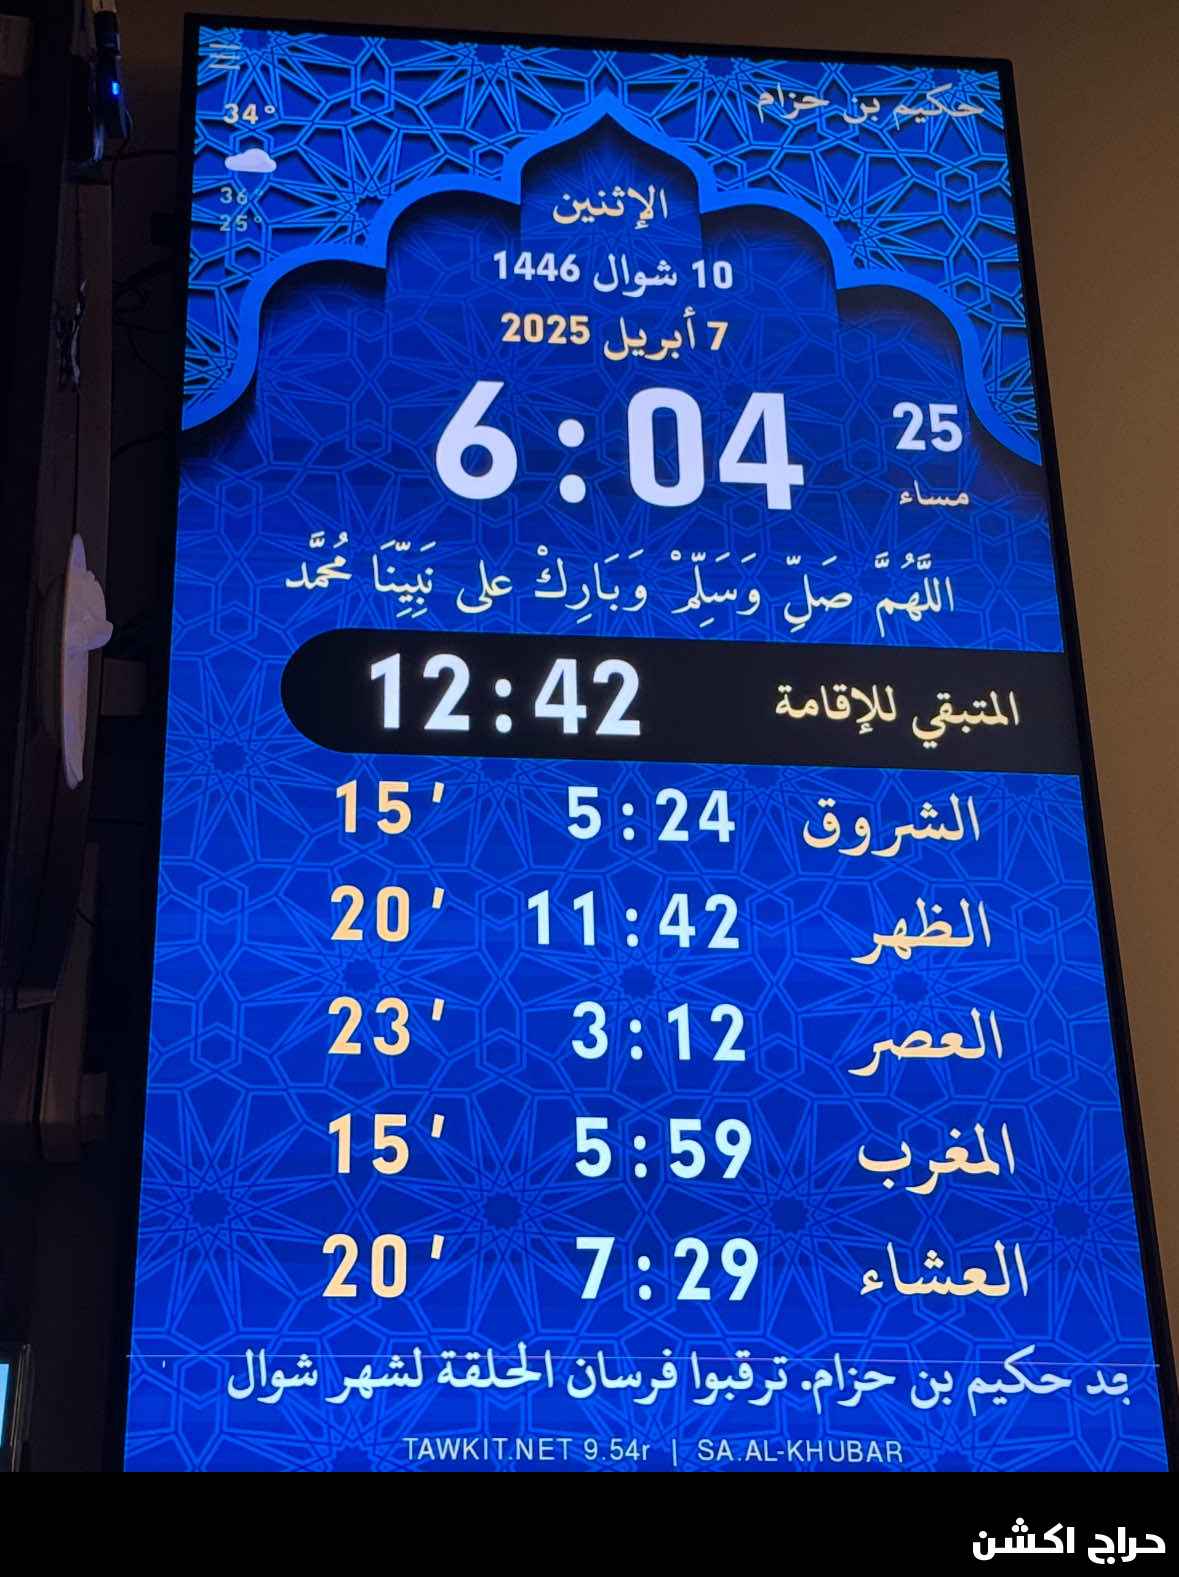 حكيم بن حزام
34°
36°
25°
الإثنين
10 شوال 1446
7 أبريل 2025
6:04
25
مساء
اللَّهُمَّ صَلِّ وَسَلِّمْ وَبَارِكْ على نَبِيِّنَا مُحَمَّد
المتبقي للإقامة 12:42
الشروق 5:24 15'
الظهر 11:42 20'
العصر 3:12 23'
المغرب 5:59 15'
العشاء 7:29 20'
حكيم بن حزام. ترقبوا فرسان الحلقة لشهر شوال
TAWKIT.NET 9.54r | SA.AL-KHUBAR
حراج اكشن